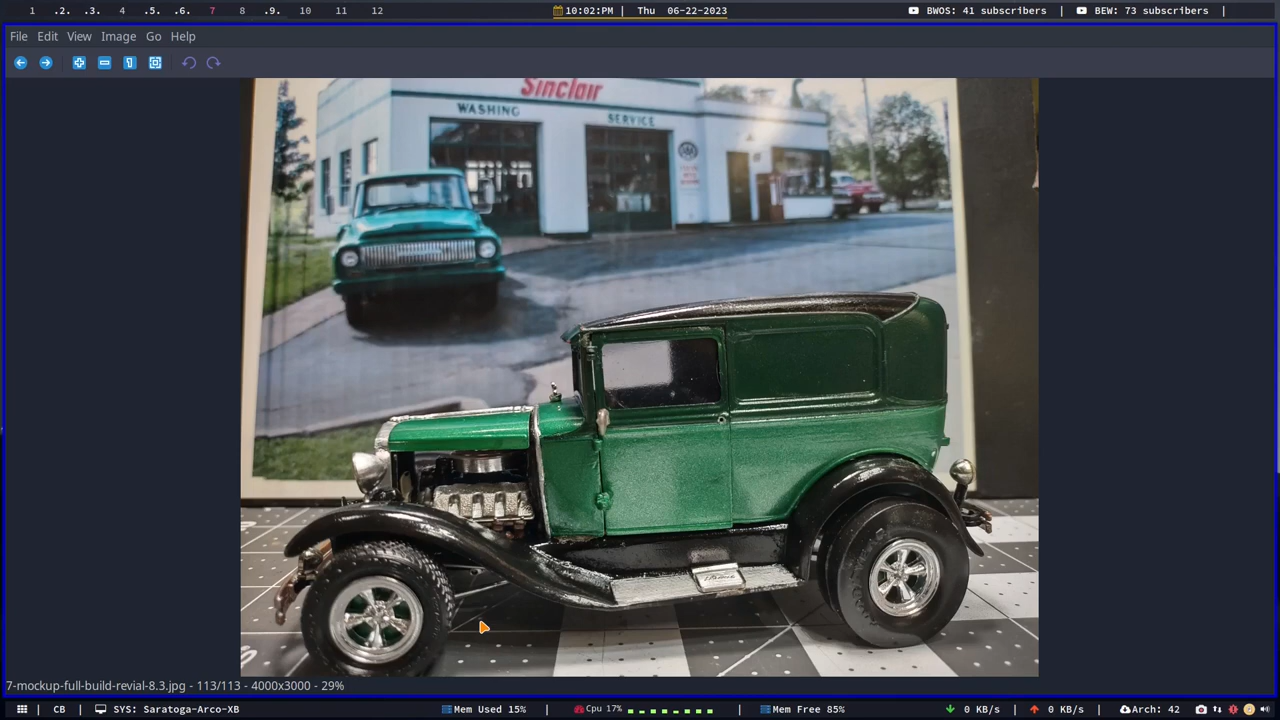 1 .2. .3. 4 .5. .6. 7 8 .9. 10 11 12
10:02:PM | Thu 06-22-2023
BWOS: 41 subscribers | BEW: 73 subscribers |
File Edit View Image Go Help
Sinclair
WASHING
SERVICE
7-mockup-full-build-revial-8.3.jpg - 113/113 - 4000x3000 - 29%
| CB | SYS: Saratoga-Arco-XB
Mem Used 15% | Cpu 17% | Mem Free 85%
0 KB/s | 0 KB/s | Arch: 42 |